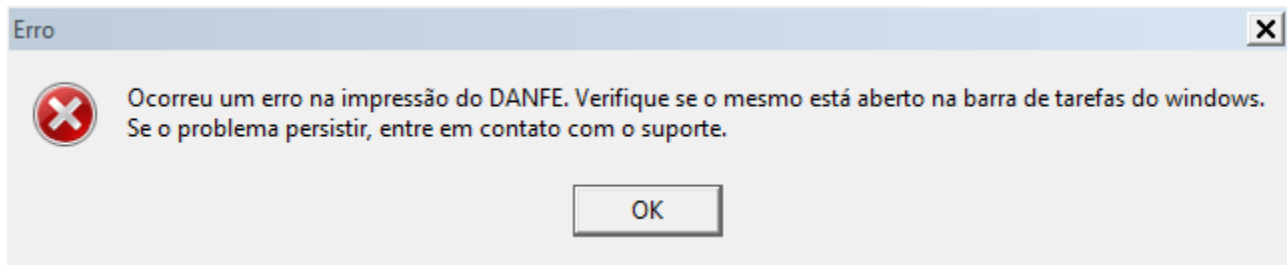 Erro
Ocorreu um erro na impressão do DANFE. Verifique se o mesmo está aberto na barra de tarefas do windows.
Se o problema persistir, entre em contato com o suporte.
OK